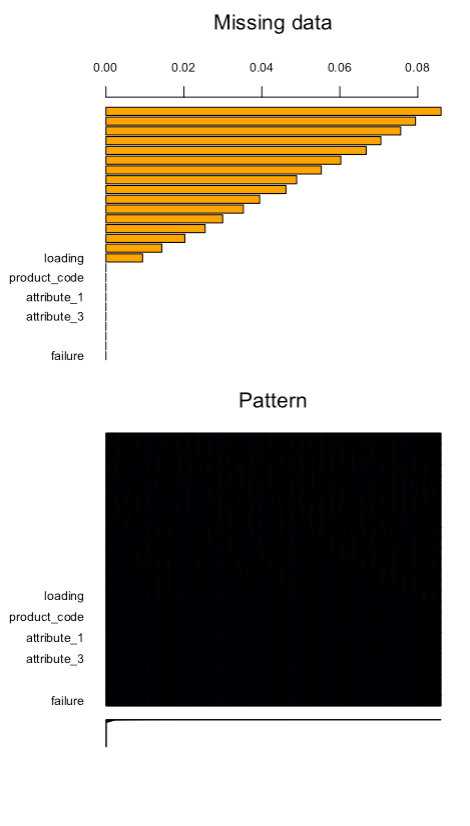 Missing data
0.00 0.02 0.04 0.06 0.08
loading
product_code
attribute_1
attribute_3
failure
Pattern
loading
product_code
attribute_1
attribute_3
failure